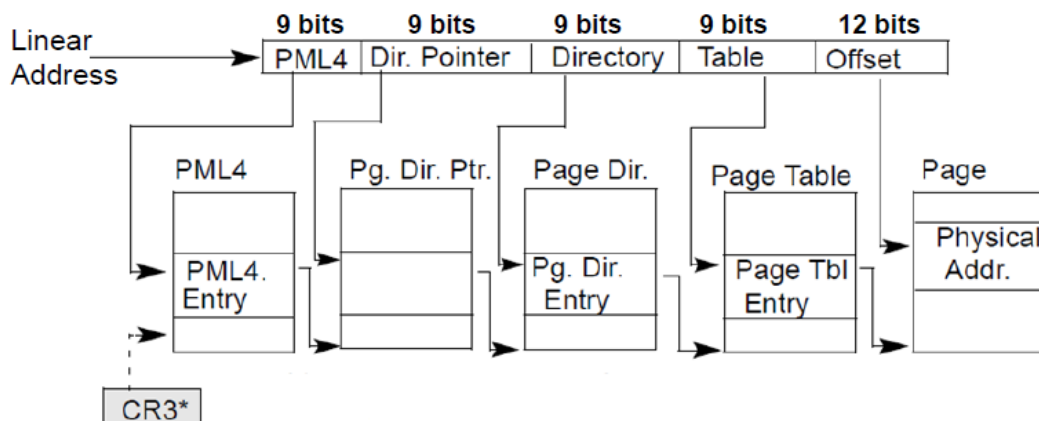 9 bits 9 bits 9 bits 9 bits 12 bits
Linear
Address
PML4 Dir. Pointer Directory Table Offset
PML4 Pg. Dir. Ptr. Page Dir. Page Table Page
PML4.
Entry
Pg. Dir.
Entry
Page Tbl
Entry
Physical
Addr.
CR3*